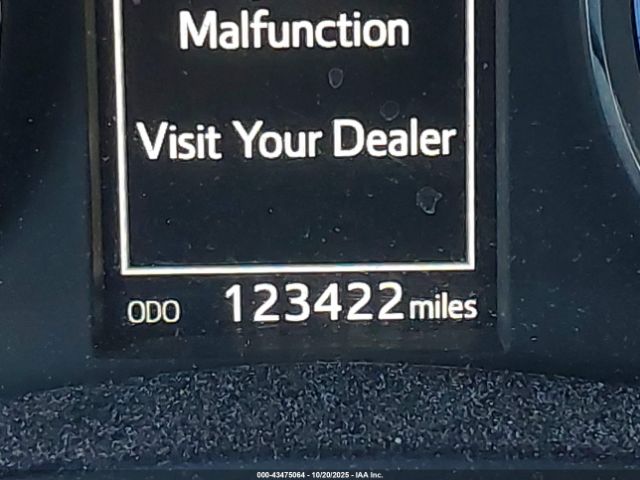 Malfunction
Visit Your Dealer
ODO 123422 miles
000-43475064 - 10/20/2025 - IAA Inc.